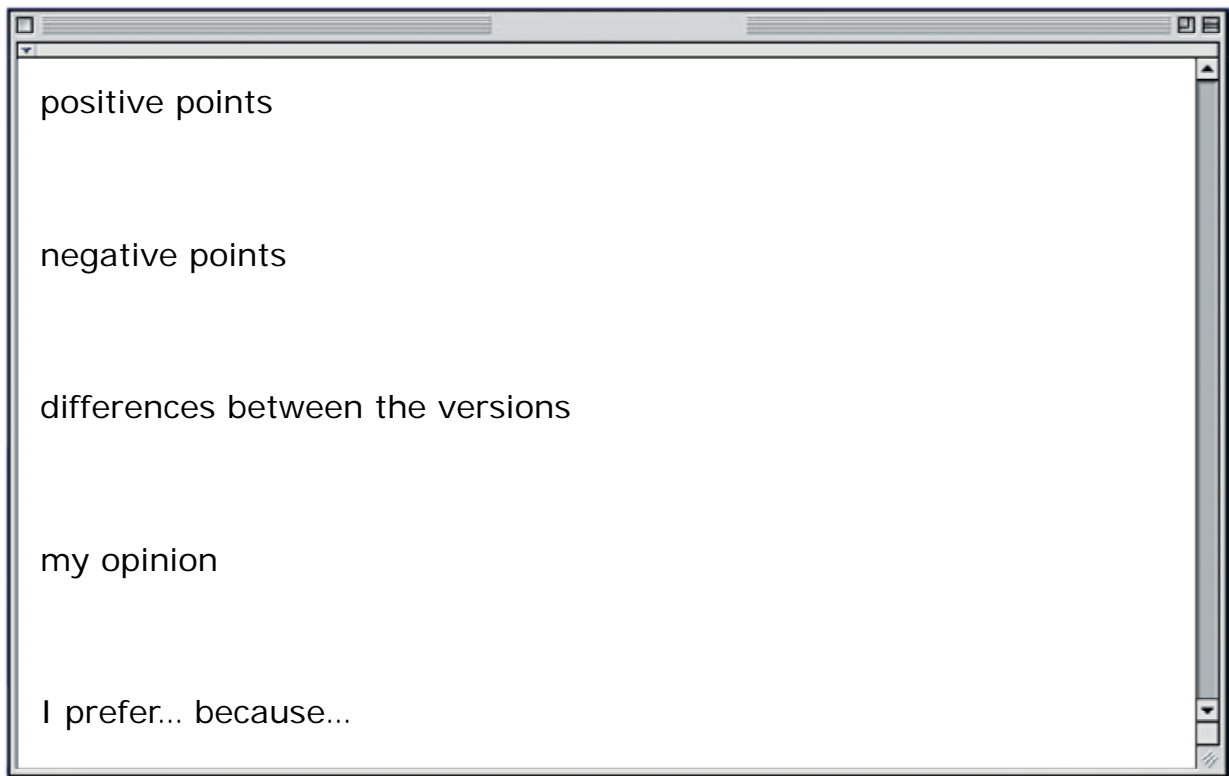 positive points
negative points
differences between the versions
my opinion
I prefer... because...